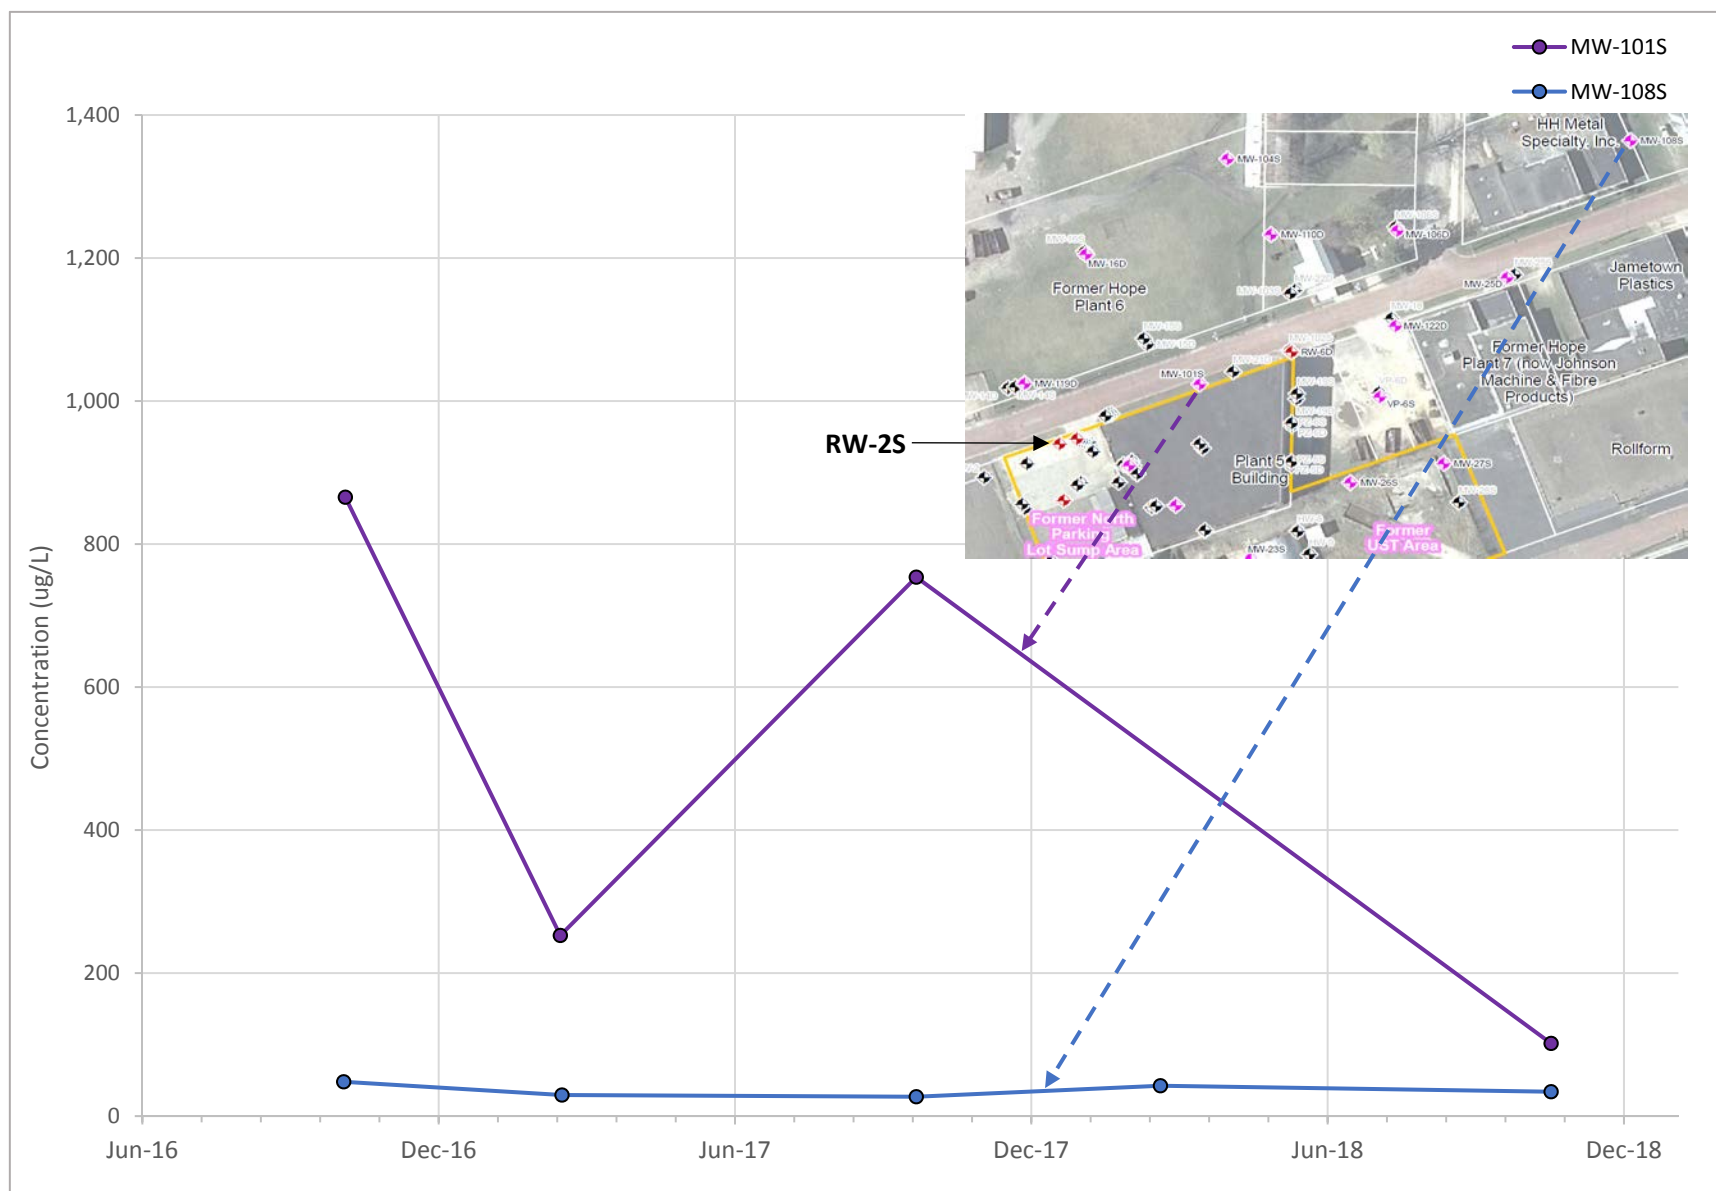 MW-101S
MW-108S
1,400
1,200
1,000
800
600
400
200
0
Concentration (ug/L)
Jun-16
Dec-16
Jun-17
Dec-17
Jun-18
Dec-18
RW-2S
HH Metal
Specialty, Inc.
MW-108S
MW-104S
MW-110D
MW-106D
MW-16D
Former Hope
Plant 6
MW-25D
Jametown
Plastics
MW-122D
RW-6D
MW-101S
MW-119D
Former Hope
Plant 7 (now Johnson
Machine & Fibre
Products)
VP-6S
Rollform
Plant 5
Building
MW-27S
MW-26S
Former North
Parking
Lot Sump Area
Former
UST Area
MW-23S